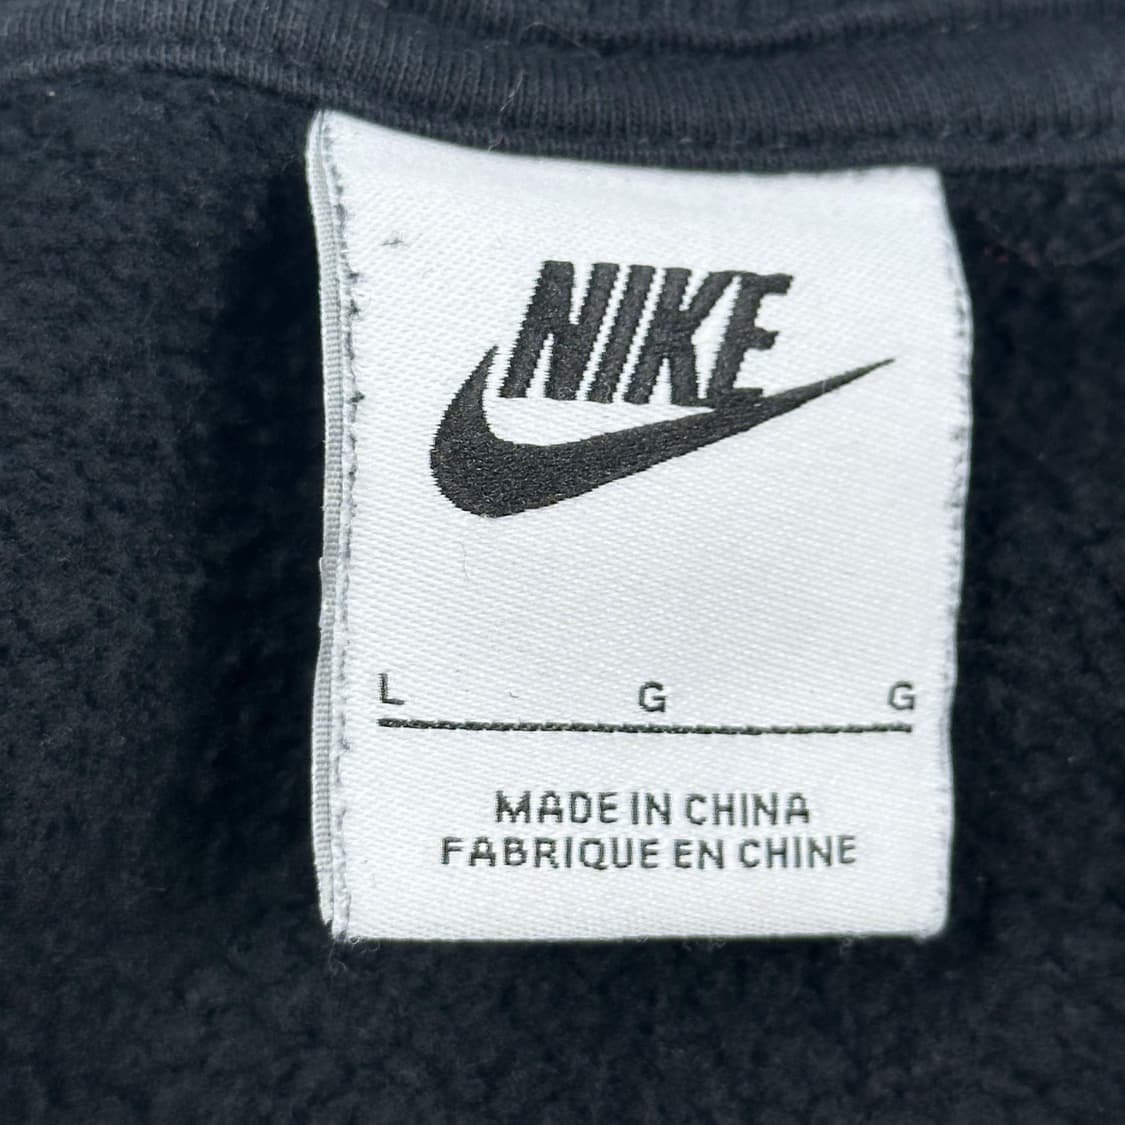 NIKE
L G G
MADE IN CHINA
FABRIQUE EN CHINE